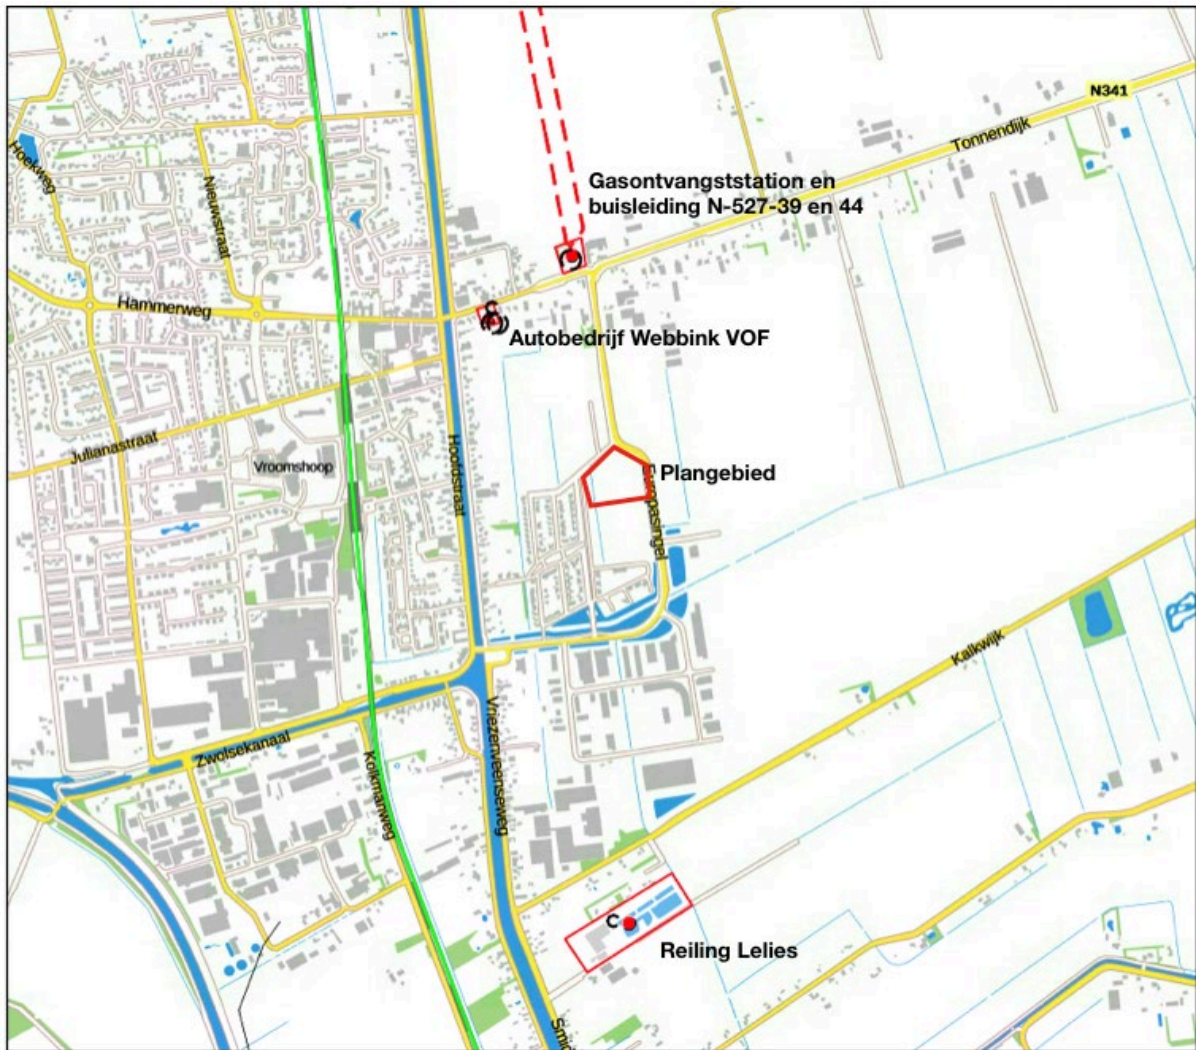 N341
Tonnendijk
Hoekweg
Nieuwstraat
Gasontvangststation en
buisleiding N-527-39 en 44
Hammerweg
Autobedrijf Webbink VOF
Julianastraat
Vroomshoop
Hoofdstraat
Plangebied
Europasingel
Kalkwijk
Zwolsekanaal
Kolkmanweg
Vriezenveenseweg
C
Reiling Lelies